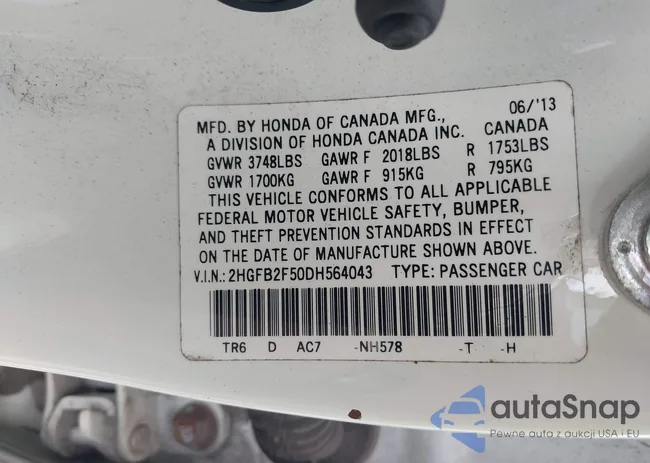 06/'13
MFD. BY HONDA OF CANADA MFG., CANADA
A DIVISION OF HONDA CANADA INC.
GVWR 3748LBS GAWR F 2018LBS R 1753LBS
GVWR 1700KG GAWR F 915KG R 795KG
THIS VEHICLE CONFORMS TO ALL APPLICABLE
FEDERAL MOTOR VEHICLE SAFETY, BUMPER,
AND THEFT PREVENTION STANDARDS IN EFFECT
ON THE DATE OF MANUFACTURE SHOWN ABOVE.
V.I.N.: 2HGFB2F50DH564043 TYPE: PASSENGER CAR
TR6 D AC7 -NH578 -T -H
autaSnap
Pewne auta z aukcji USA i EU